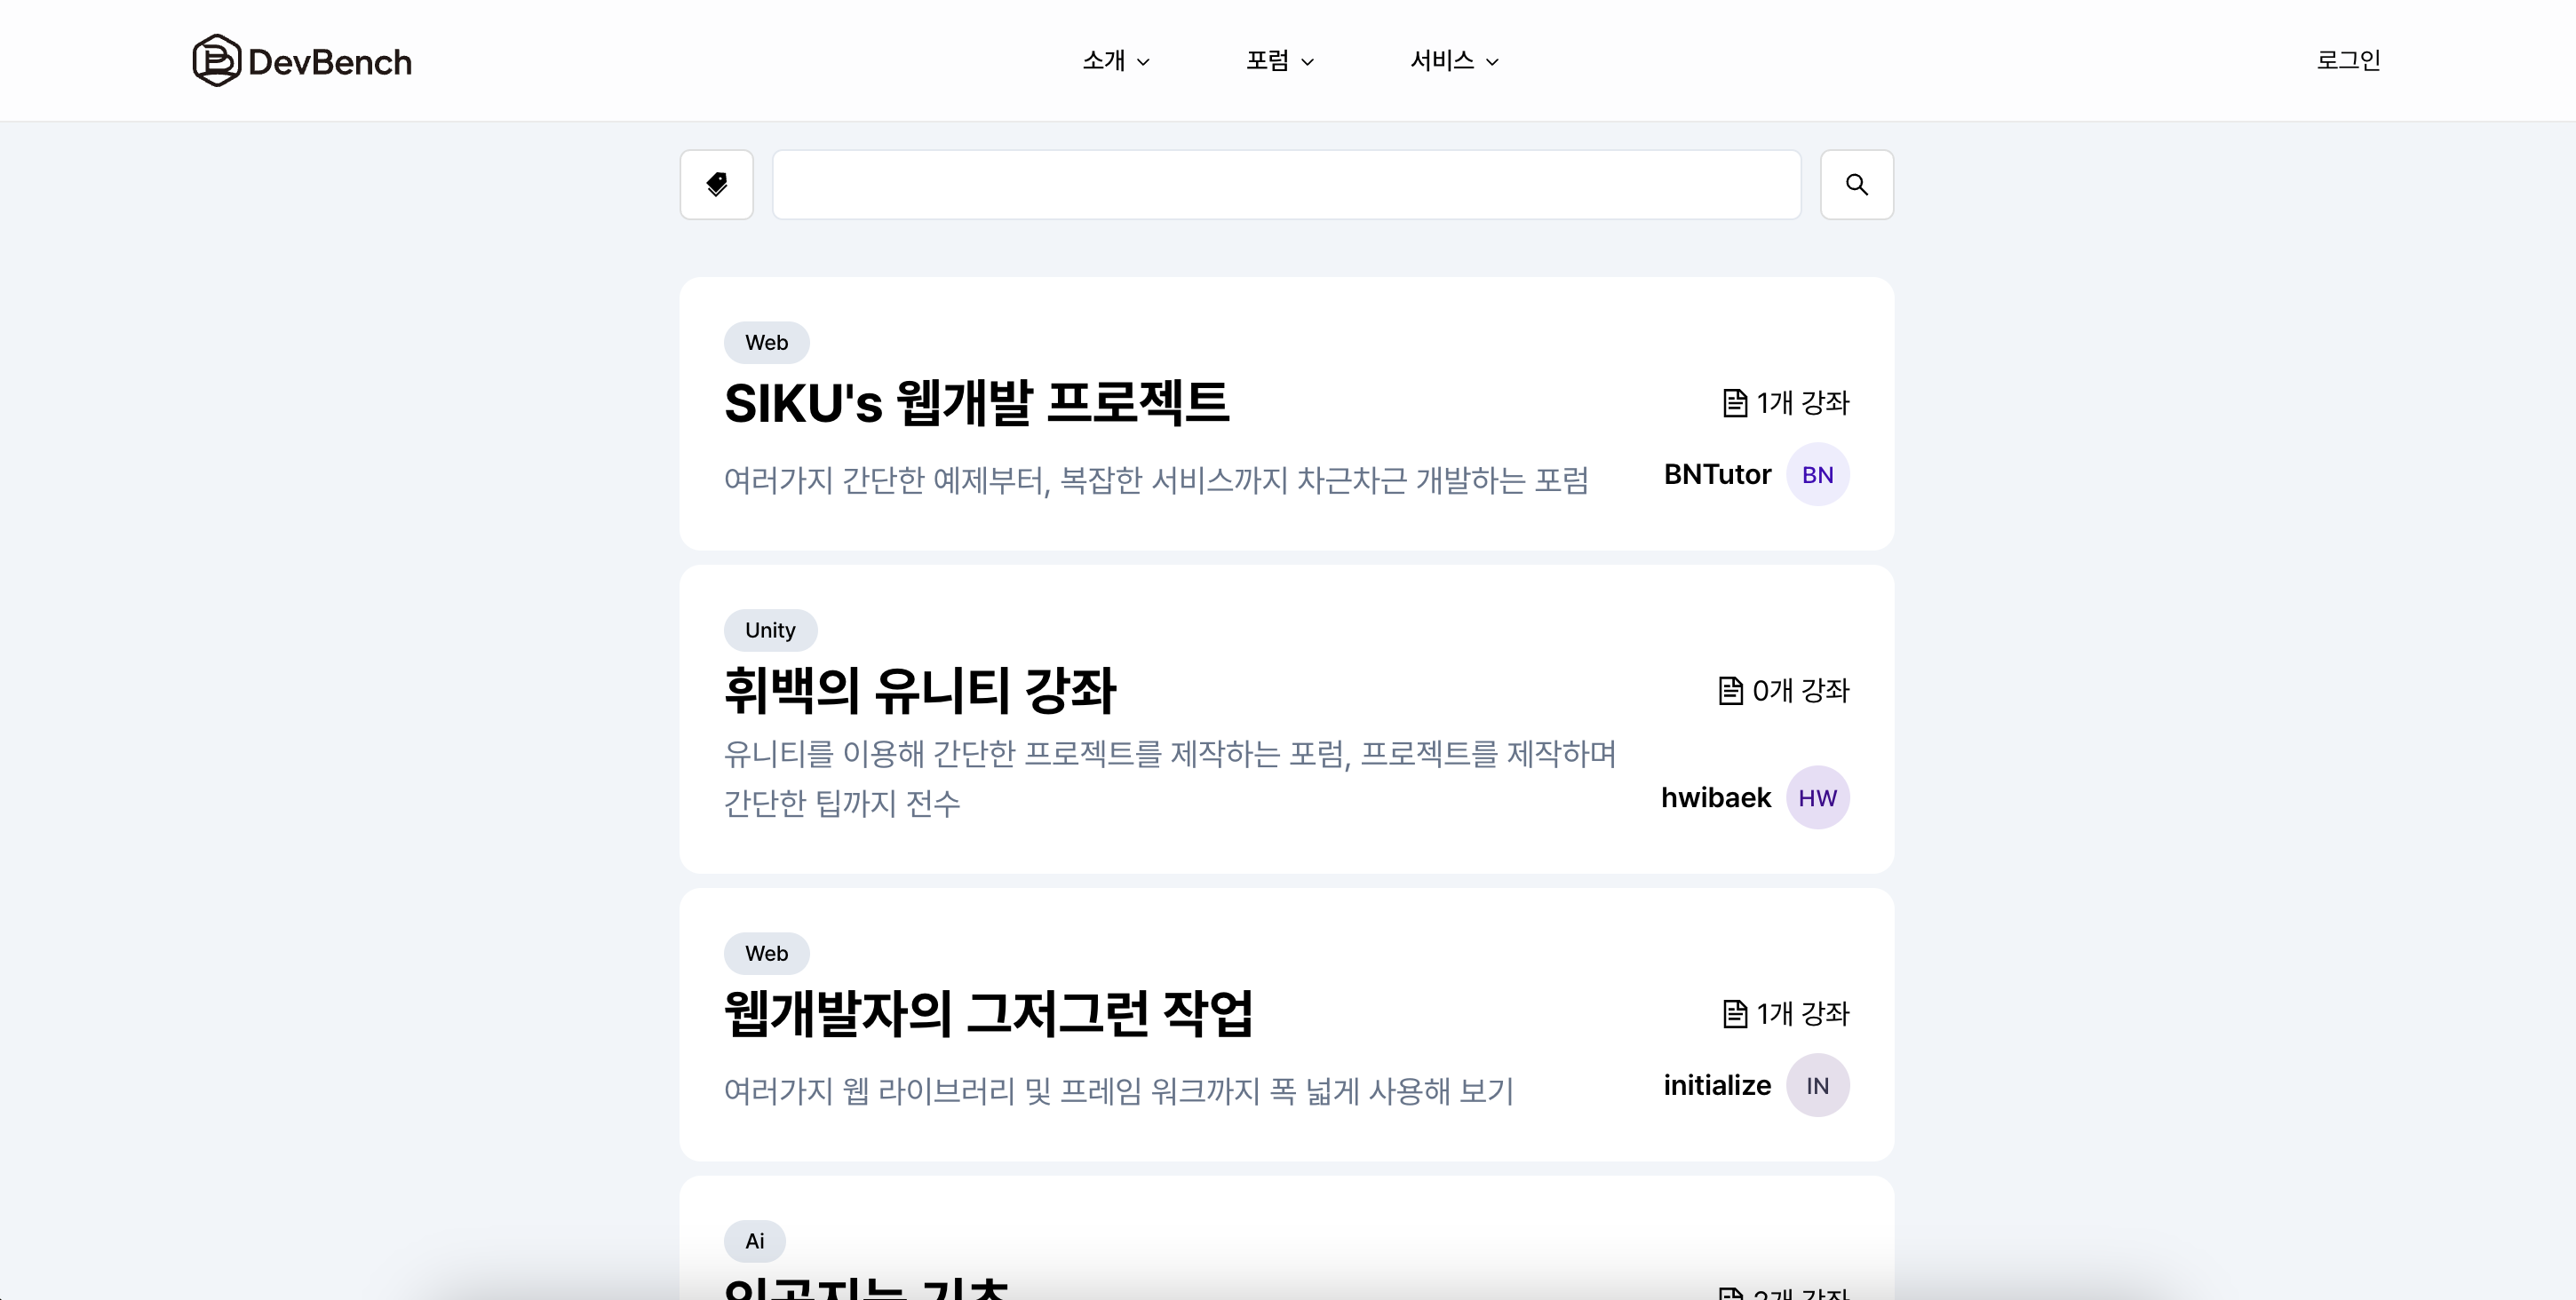 DevBench
소개
포럼
서비스
로그인
Web
SIKU's 웹개발 프로젝트
1개 강좌
여러가지 간단한 예제부터, 복잡한 서비스까지 차근차근 개발하는 포럼
BNTutor
BN
Unity
휘백의 유니티 강좌
0개 강좌
유니티를 이용해 간단한 프로젝트를 제작하는 포럼, 프로젝트를 제작하며
간단한 팁까지 전수
hwibaek
HW
Web
웹개발자의 그저그런 작업
1개 강좌
여러가지 웹 라이브러리 및 프레임 워크까지 폭 넓게 사용해 보기
initialize
IN
Ai
인공지능 기초